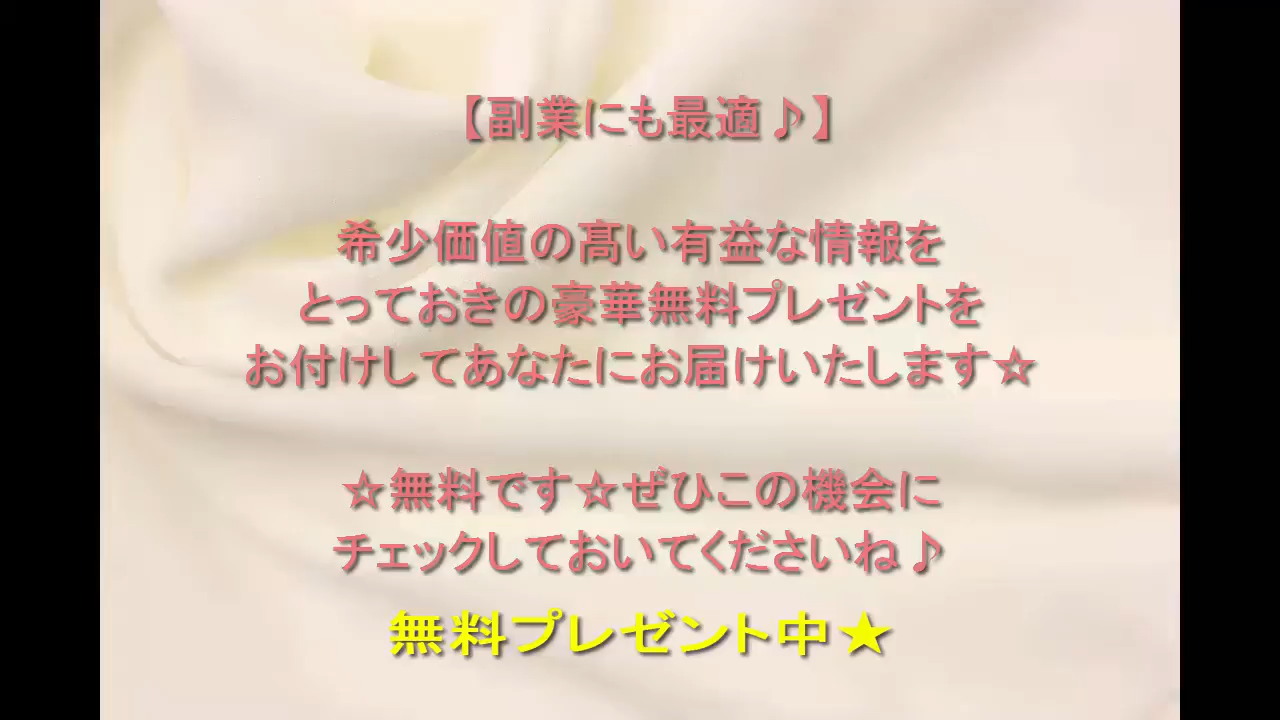 【副業にも最適♪】
希少価値の髙い有益な情報を
とっておきの豪華無料プレゼントを
お付けしてあなたにお届けいたします☆
☆無料です☆ぜひこの機会に
チェックしておいてくださいね♪
無料プレゼント中★